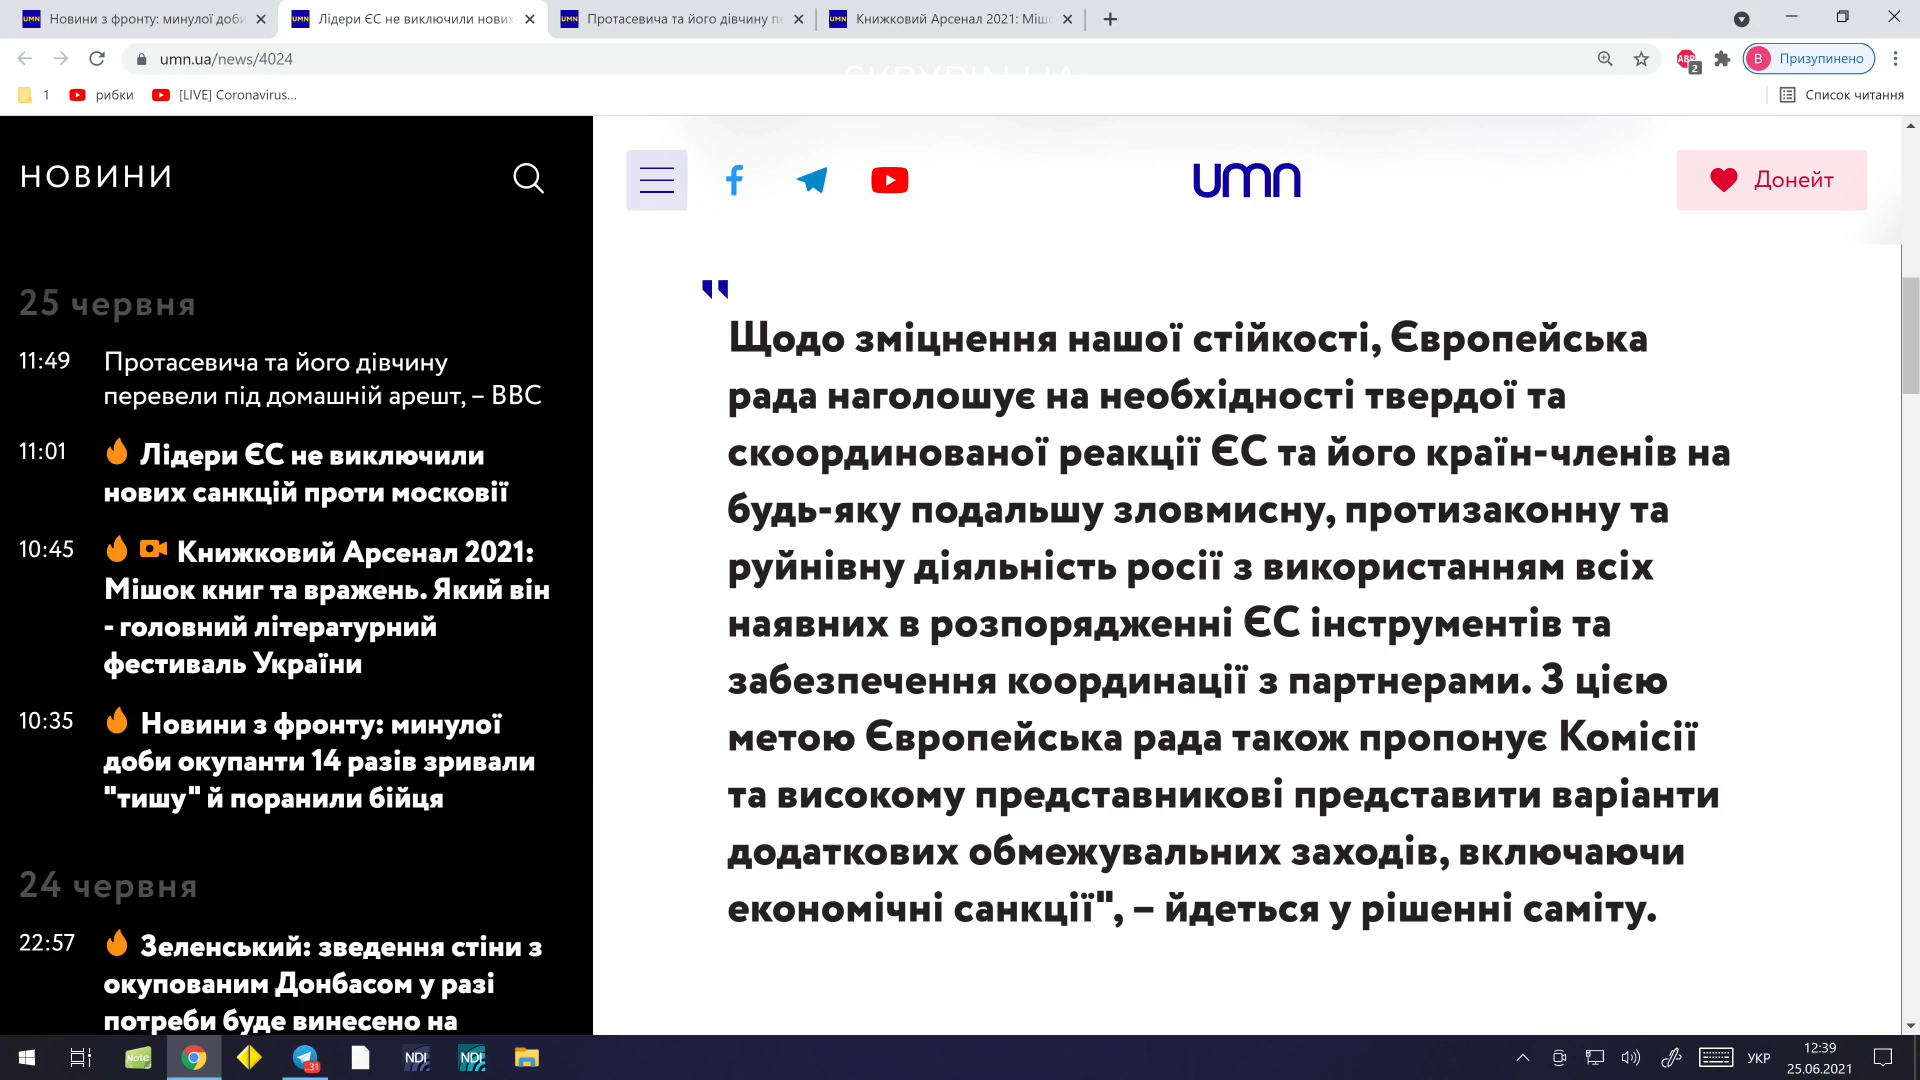 Новини з фронту: минулої доби
Лідери ЄС не виключили нових
Протасевича та його дівчину п
Книжковий Арсенал 2021: Мішо
umn.ua/news/4024
ABP
2
В
Призупинено
1
рибки
[LIVE] Coronavirus...
Список читання
НОВИНИ
umn
Донейт
25 червня
11:49
Протасевича та його дівчину
перевели під домашній арешт, – BBC
11:01
Лідери ЄС не виключили
нових санкцій проти московії
10:45
Книжковий Арсенал 2021:
Мішок книг та вражень. Який він
- головний літературний
фестиваль України
10:35
Новини з фронту: минулої
доби окупанти 14 разів зривали
"тишу" й поранили бійця
24 червня
22:57
Зеленський: зведення стіни з
окупованим Донбасом у разі
потреби буде винесено на
Щодо зміцнення нашої стійкості, Європейська
рада наголошує на необхідності твердої та
скоординованої реакції ЄС та його країн-членів на
будь-яку подальшу зловмисну, протизаконну та
руйнівну діяльність росії з використанням всіх
наявних в розпорядженні ЄС інструментів та
забезпечення координації з партнерами. З цією
метою Європейська рада також пропонує Комісії
та високому представникові представити варіанти
додаткових обмежувальних заходів, включаючи
економічні санкції", – йдеться у рішенні саміту.
Note
31
NDI
NDI
УКР
12:39
25.06.2021